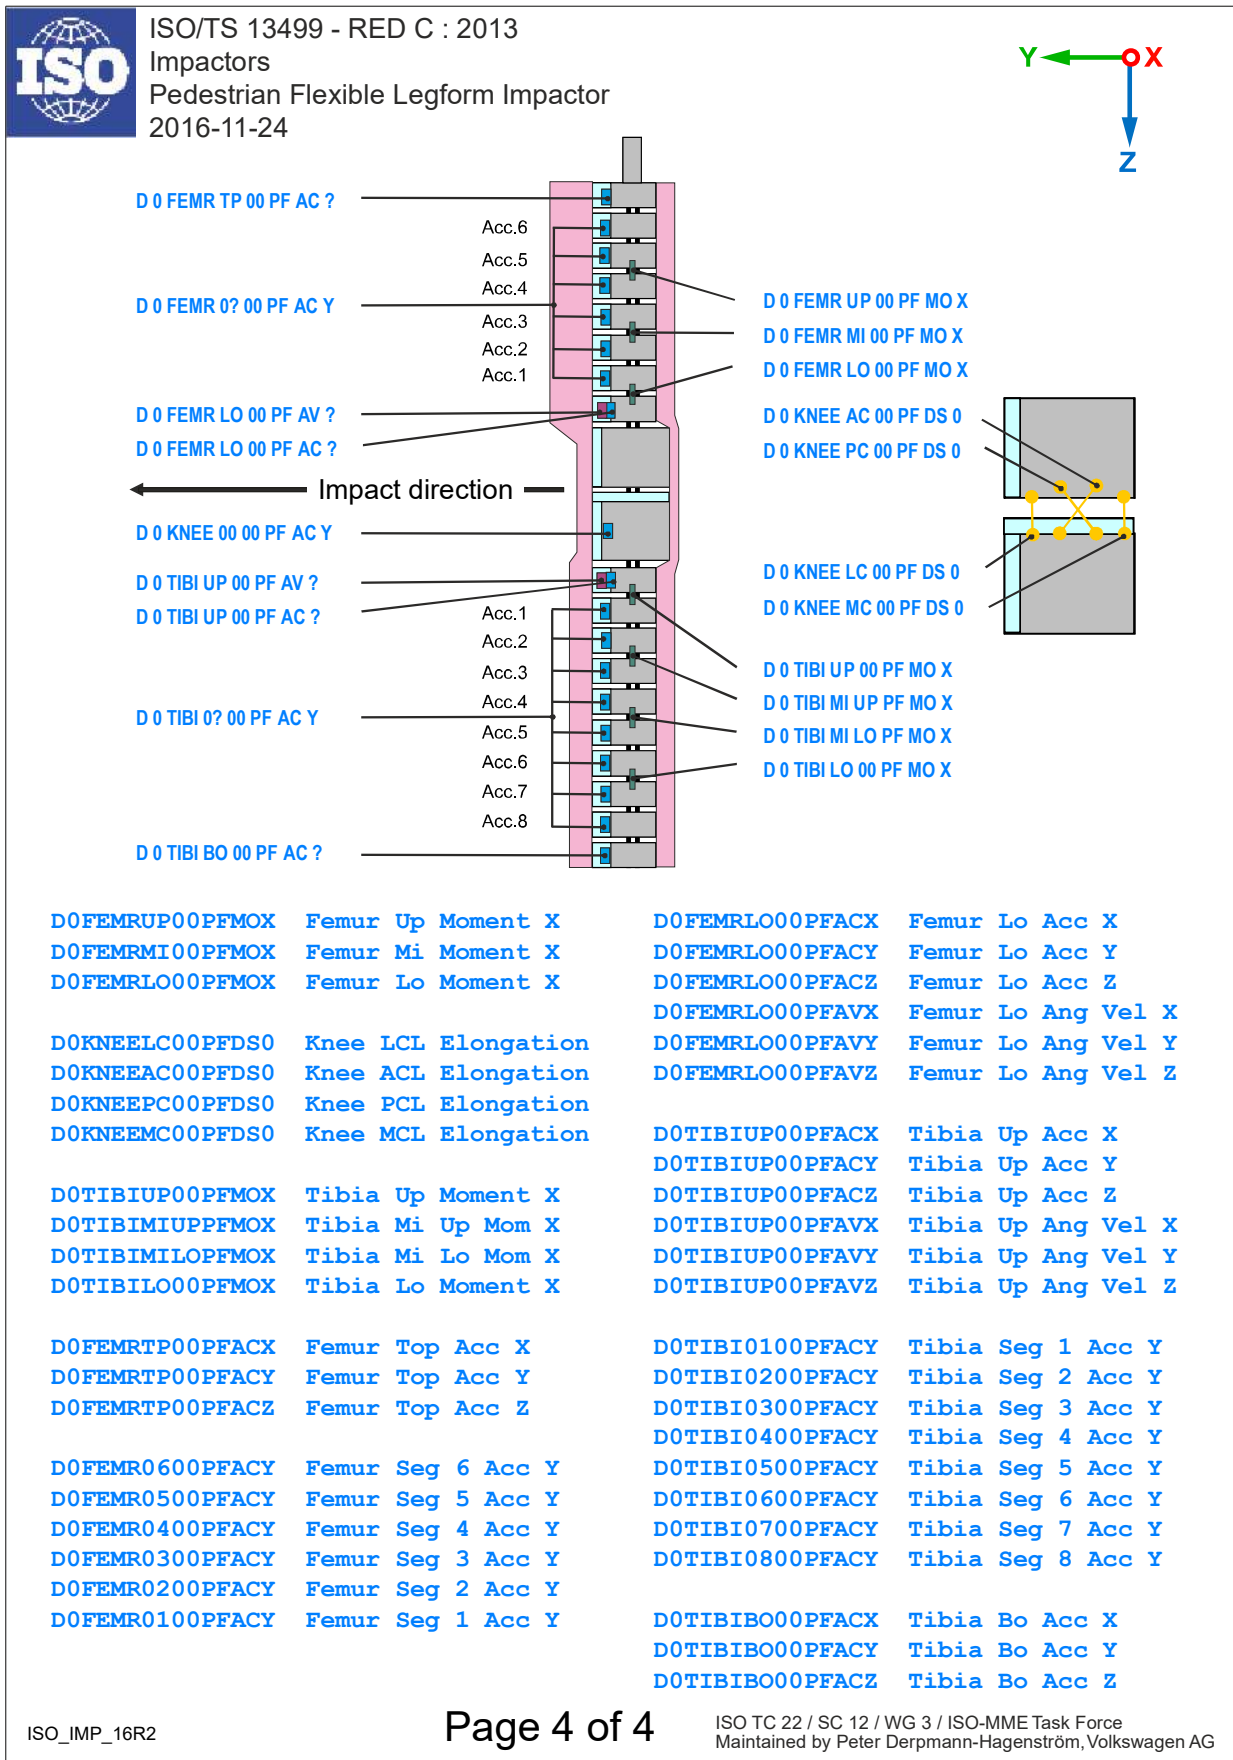 ISO
ISO/TS 13499 - RED C : 2013
Impactors
Pedestrian Flexible Legform Impactor
2016-11-24
Y
X
Z
D 0 FEMR TP 00 PF AC ?
Acc.6
Acc.5
Acc.4
D 0 FEMR 0? 00 PF AC Y
Acc.3
Acc.2
Acc.1
D 0 FEMR LO 00 PF AV ?
D 0 FEMR LO 00 PF AC ?
Impact direction
D 0 KNEE 00 00 PF AC Y
D 0 TIBI UP 00 PF AV ?
D 0 TIBI UP 00 PF AC ?
Acc.1
Acc.2
Acc.3
Acc.4
D 0 TIBI 0? 00 PF AC Y
Acc.5
Acc.6
Acc.7
Acc.8
D 0 TIBI BO 00 PF AC ?
D 0 FEMR UP 00 PF MO X
D 0 FEMR MI 00 PF MO X
D 0 FEMR LO 00 PF MO X
D 0 KNEE AC 00 PF DS 0
D 0 KNEE PC 00 PF DS 0
D 0 KNEE LC 00 PF DS 0
D 0 KNEE MC 00 PF DS 0
D 0 TIBI UP 00 PF MO X
D 0 TIBI MI UP PF MO X
D 0 TIBI MI LO PF MO X
D 0 TIBI LO 00 PF MO X
D0FEMRUP00PFMOX Femur Up Moment X
D0FEMRMI00PFMOX Femur Mi Moment X
D0FEMRLO00PFMOX Femur Lo Moment X
D0KNEELC00PFDS0 Knee LCL Elongation
D0KNEEAC00PFDS0 Knee ACL Elongation
D0KNEEPC00PFDS0 Knee PCL Elongation
D0KNEEMC00PFDS0 Knee MCL Elongation
D0TIBIUP00PFMOX Tibia Up Moment X
D0TIBIMIUPPFMOX Tibia Mi Up Mom X
D0TIBIMILOPFMOX Tibia Mi Lo Mom X
D0TIBILO00PFMOX Tibia Lo Moment X
D0FEMRTP00PFACX Femur Top Acc X
D0FEMRTP00PFACY Femur Top Acc Y
D0FEMRTP00PFACZ Femur Top Acc Z
D0FEMR0600PFACY Femur Seg 6 Acc Y
D0FEMR0500PFACY Femur Seg 5 Acc Y
D0FEMR0400PFACY Femur Seg 4 Acc Y
D0FEMR0300PFACY Femur Seg 3 Acc Y
D0FEMR0200PFACY Femur Seg 2 Acc Y
D0FEMR0100PFACY Femur Seg 1 Acc Y
D0FEMRLO00PFACX Femur Lo Acc X
D0FEMRLO00PFACY Femur Lo Acc Y
D0FEMRLO00PFACZ Femur Lo Acc Z
D0FEMRLO00PFAVX Femur Lo Ang Vel X
D0FEMRLO00PFAVY Femur Lo Ang Vel Y
D0FEMRLO00PFAVZ Femur Lo Ang Vel Z
D0TIBIUP00PFACX Tibia Up Acc X
D0TIBIUP00PFACY Tibia Up Acc Y
D0TIBIUP00PFACZ Tibia Up Acc Z
D0TIBIUP00PFAVX Tibia Up Ang Vel X
D0TIBIUP00PFAVY Tibia Up Ang Vel Y
D0TIBIUP00PFAVZ Tibia Up Ang Vel Z
D0TIBI0100PFACY Tibia Seg 1 Acc Y
D0TIBI0200PFACY Tibia Seg 2 Acc Y
D0TIBI0300PFACY Tibia Seg 3 Acc Y
D0TIBI0400PFACY Tibia Seg 4 Acc Y
D0TIBI0500PFACY Tibia Seg 5 Acc Y
D0TIBI0600PFACY Tibia Seg 6 Acc Y
D0TIBI0700PFACY Tibia Seg 7 Acc Y
D0TIBI0800PFACY Tibia Seg 8 Acc Y
D0TIBIBO00PFACX Tibia Bo Acc X
D0TIBIBO00PFACY Tibia Bo Acc Y
D0TIBIBO00PFACZ Tibia Bo Acc Z
ISO_IMP_16R2
Page 4 of 4
ISO TC 22 / SC 12 / WG 3 / ISO-MME Task Force
Maintained by Peter Derpmann-Hagenström, Volkswagen AG